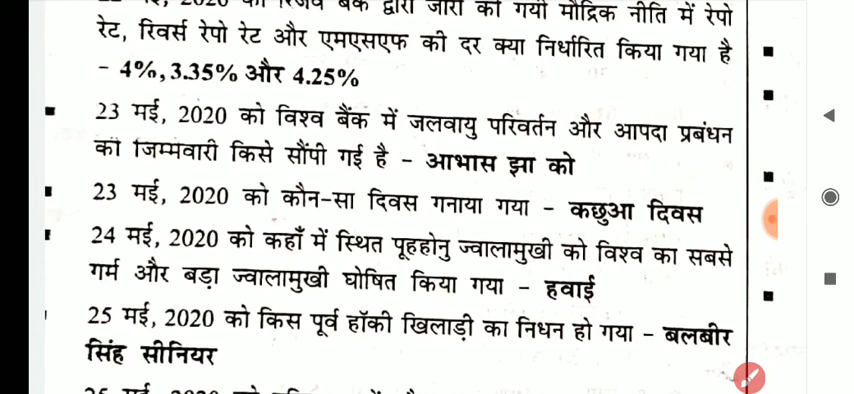 द्वारा जारी की गयी मौद्रिक नीति में रेपो
रेट, रिवर्स रेपो रेट और एमएसएफ की दर क्या निर्धारित किया गया है
- 4%, 3.35% और 4.25%
23 मई, 2020 को विश्व बैंक में जलवायु परिवर्तन और आपदा प्रबंधन
की जिम्मेवारी किसे सौंपी गई है - आभास झा को
23 मई, 2020 को कौन-सा दिवस गनाया गया - कछुआ दिवस
24 मई, 2020 को कहाँ में स्थित पूहहोनु ज्वालामुखी को विश्व का सबसे
गर्म और बड़ा ज्वालामुखी घोषित किया गया - हवाई
25 मई, 2020 को किस पूर्व हॉकी खिलाड़ी का निधन हो गया - बलबीर
सिंह सीनियर